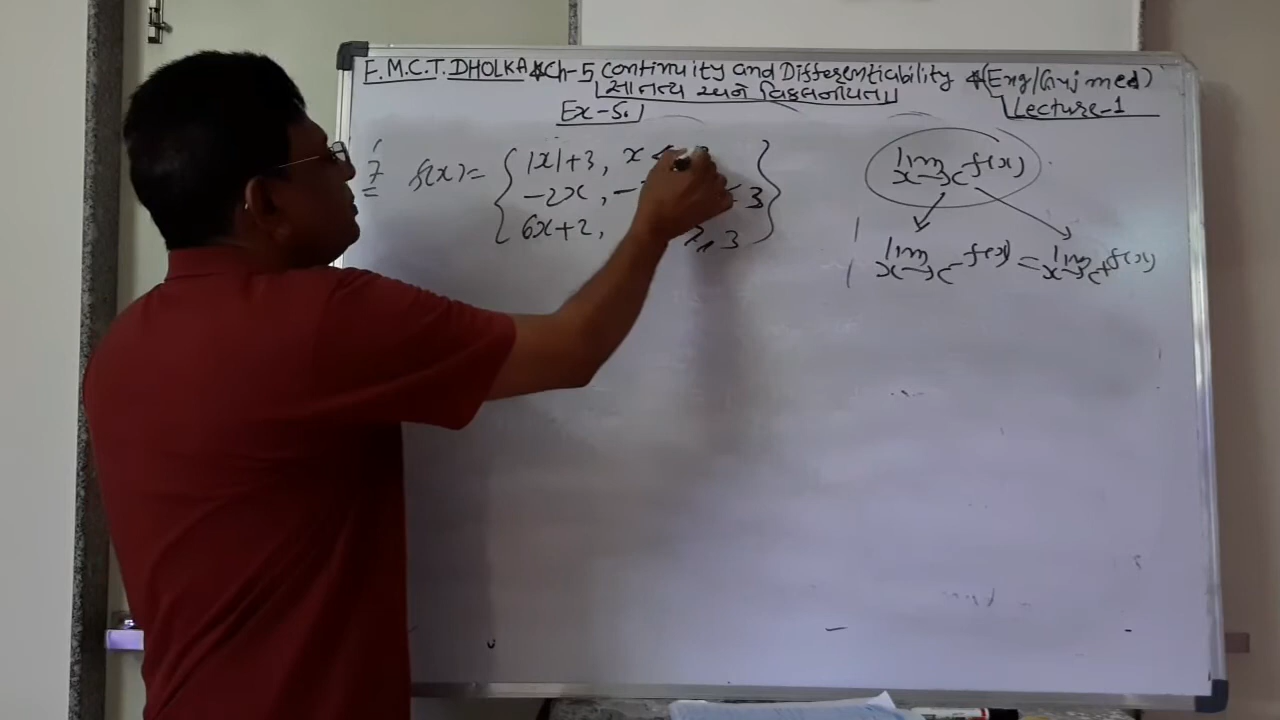 F.M.C.T. DHOLKA * Ch-5 Continuity and Differentiability * (Eng/Guj med)
સાતત્ય અને વિકલનીયતા
Lecture-1
Ex-5.1
7 f(x) = { |x|+3, x
-2x, - < 3
6x+2, 3 }
lim x→c f(x)
lim x→c⁻ f(x) = lim x→c⁺ f(x)